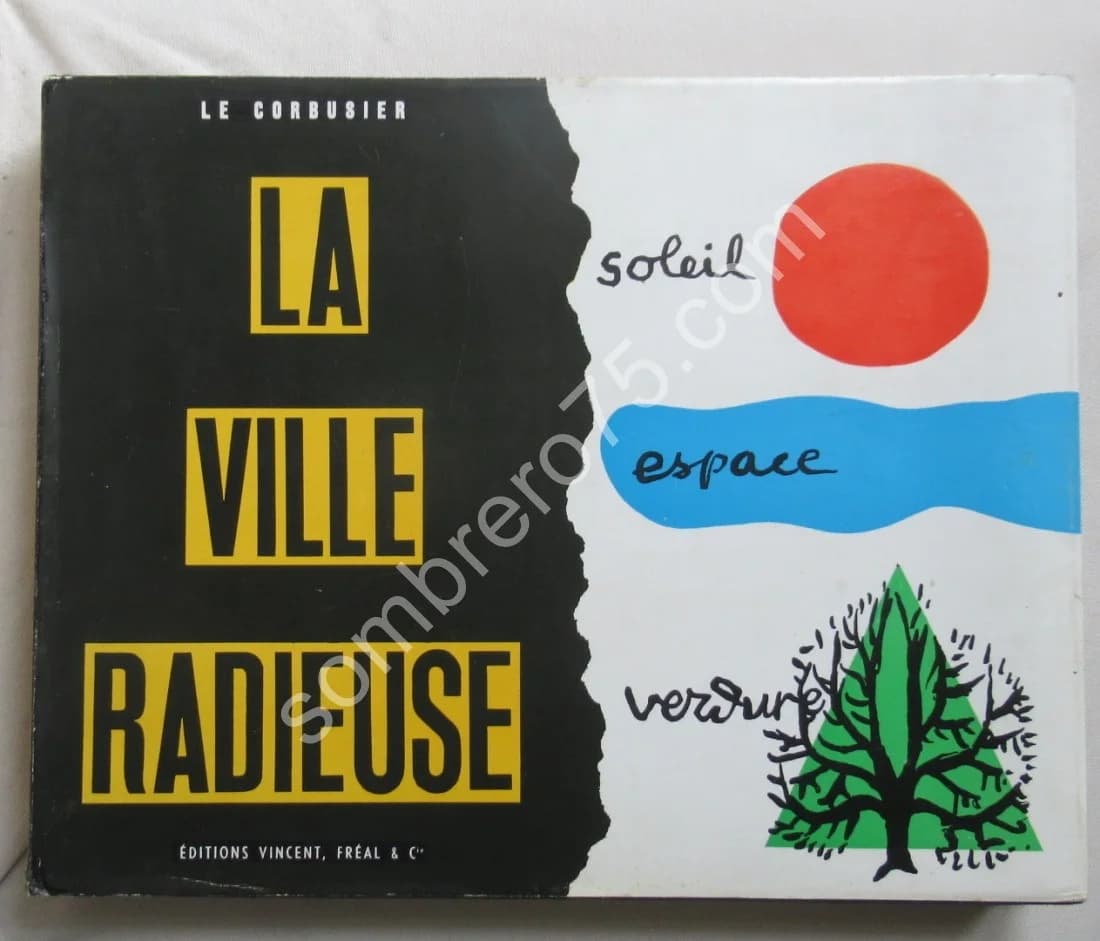 LE CORBUSIER
LA
VILLE
RADIEUSE
ÉDITIONS VINCENT, FRÉAL & Cie
soleil
espace
verdure
sombrero75.com